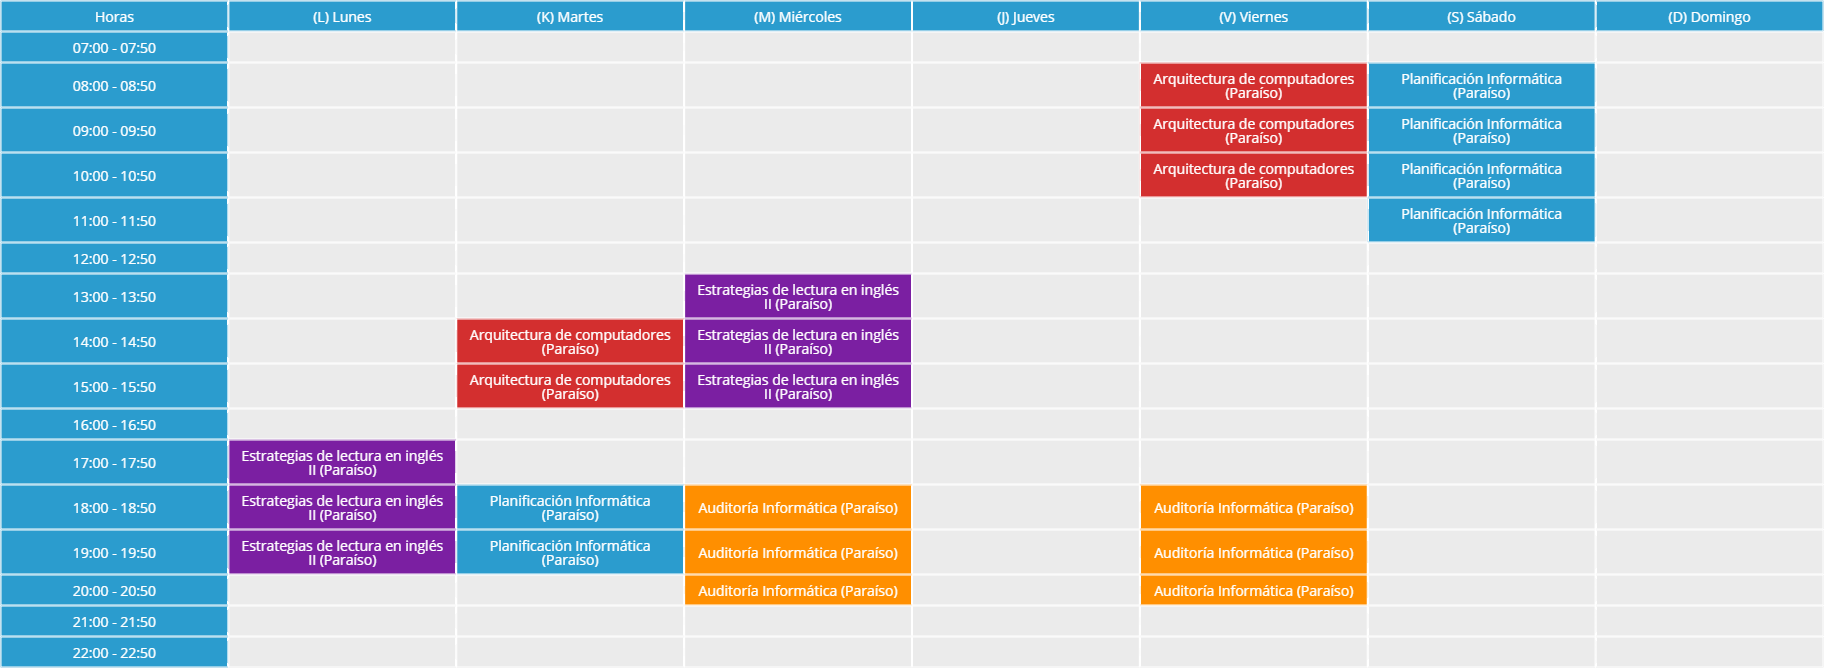 Horas (L) Lunes (K) Martes (M) Miércoles (J) Jueves (V) Viernes (S) Sábado (D) Domingo
07:00 - 07:50
08:00 - 08:50 Arquitectura de computadores Planificación Informática
(Paraíso) (Paraíso)
09:00 - 09:50 Arquitectura de computadores Planificación Informática
(Paraíso) (Paraíso)
10:00 - 10:50 Arquitectura de computadores Planificación Informática
(Paraíso) (Paraíso)
11:00 - 11:50 Planificación Informática
(Paraíso)
12:00 - 12:50
13:00 - 13:50 Estrategias de lectura en inglés
II (Paraíso)
14:00 - 14:50 Arquitectura de computadores Estrategias de lectura en inglés
(Paraíso) II (Paraíso)
15:00 - 15:50 Arquitectura de computadores Estrategias de lectura en inglés
(Paraíso) II (Paraíso)
16:00 - 16:50
17:00 - 17:50 Estrategias de lectura en inglés
II (Paraíso)
18:00 - 18:50 Estrategias de lectura en inglés Planificación Informática Auditoría Informática (Paraíso) Auditoría Informática (Paraíso)
II (Paraíso) (Paraíso)
19:00 - 19:50 Estrategias de lectura en inglés Planificación Informática Auditoría Informática (Paraíso) Auditoría Informática (Paraíso)
II (Paraíso) (Paraíso)
20:00 - 20:50 Auditoría Informática (Paraíso) Auditoría Informática (Paraíso)
21:00 - 21:50
22:00 - 22:50